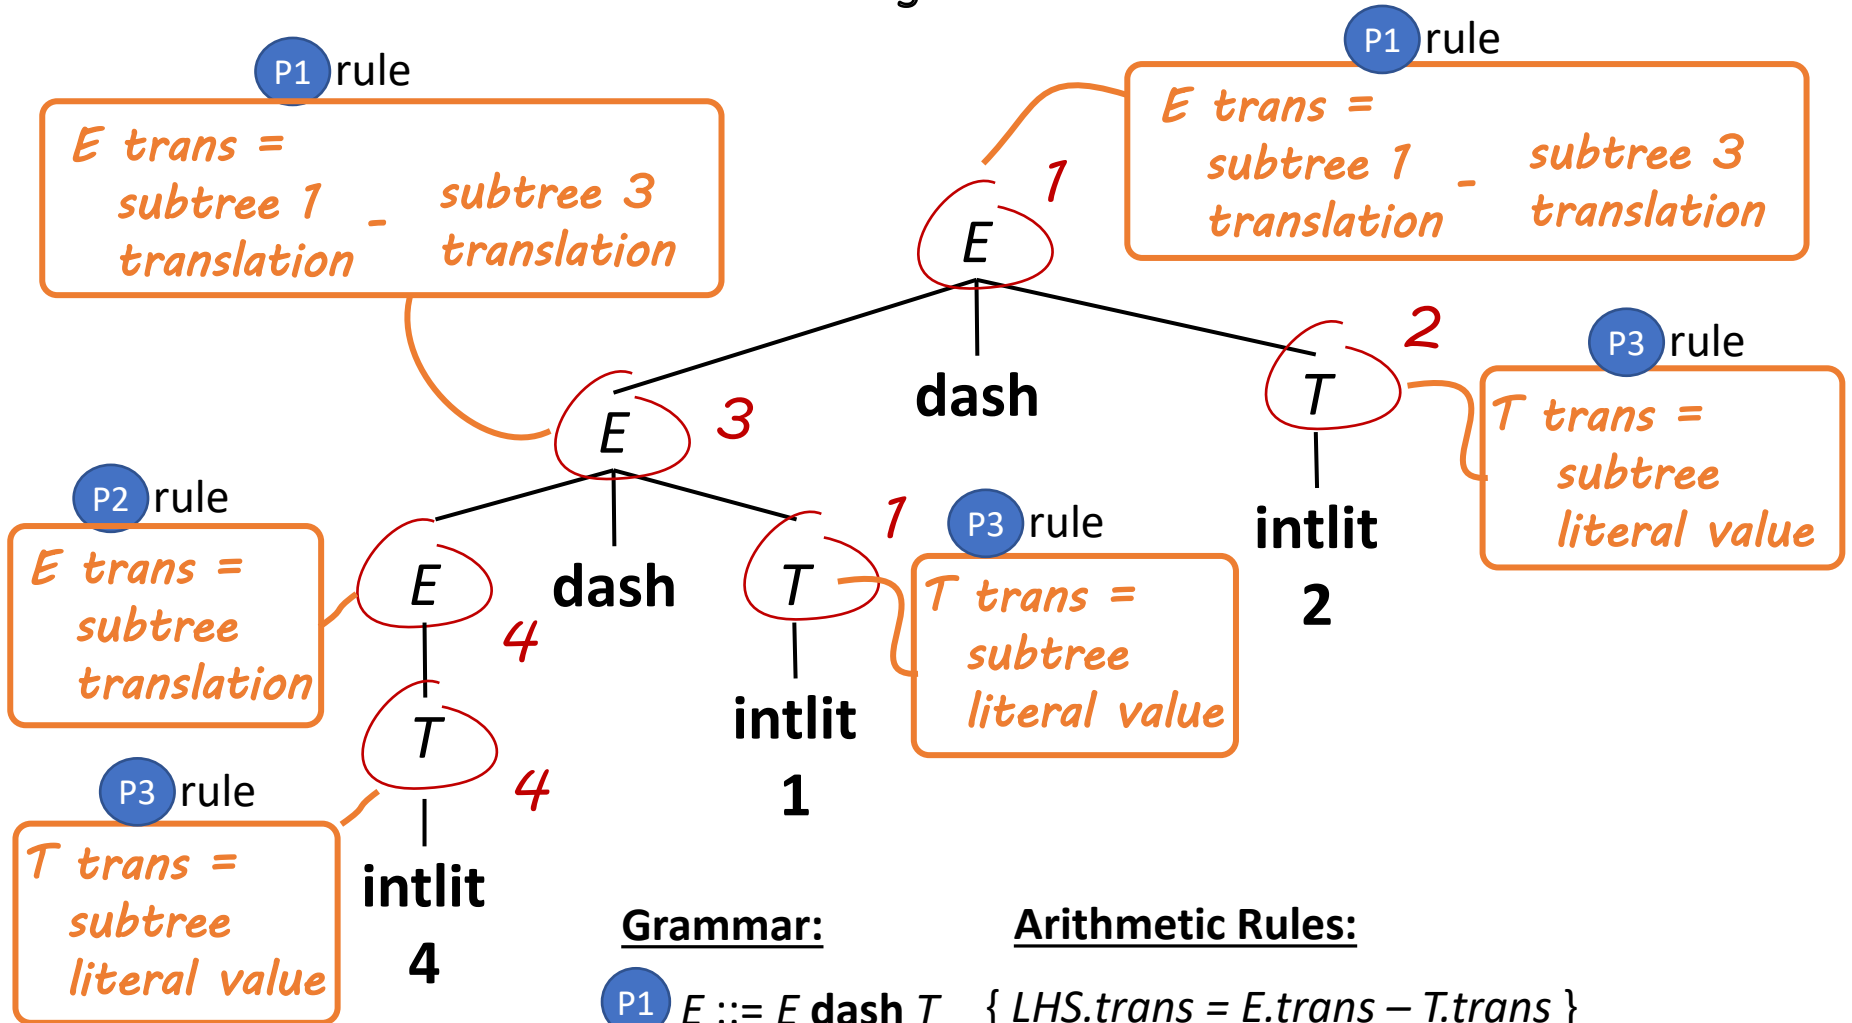 P1 rule
E trans =
subtree 1 - subtree 3
translation translation
P1 rule
E trans =
subtree 1 - subtree 3
translation translation
E 1
dash
T 2
P3 rule
T trans =
subtree
literal value
intlit
2
E 3
P2 rule
E trans =
subtree
translation
E 4
dash
T 1
P3 rule
T trans =
subtree
literal value
intlit
1
T 4
P3 rule
T trans =
subtree
literal value
intlit
4
Grammar: Arithmetic Rules:
P1 E ::= E dash T { LHS.trans = E.trans – T.trans }